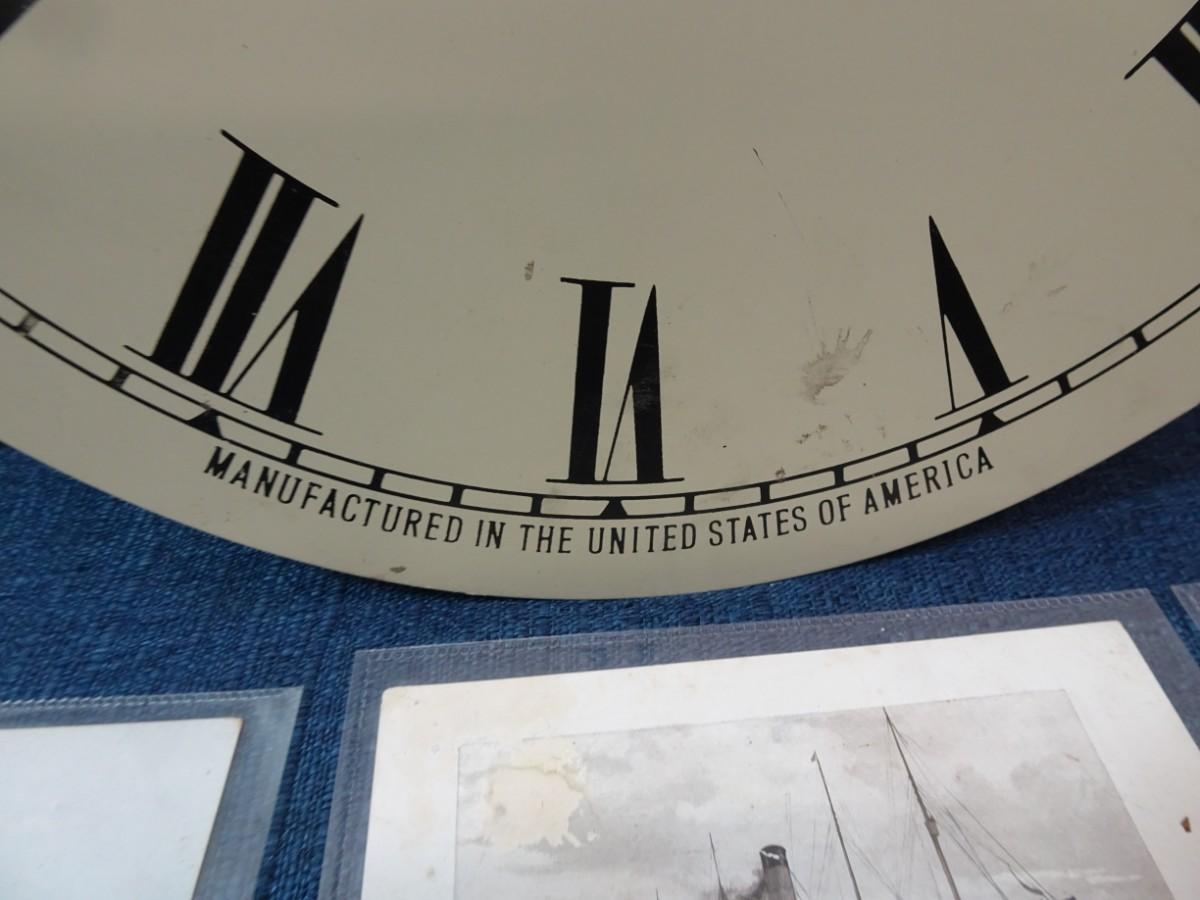 VII VI V
MANUFACTURED IN THE UNITED STATES OF AMERICA